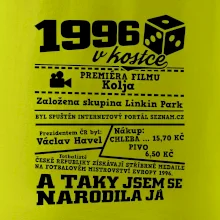 1996
v kostce
PREMIÉRA FILMU
Kolja
Založena skupina Linkin Park
BYL SPUŠTĚN INTERNETOVÝ PORTÁL SEZNAM.CZ
Prezidentem ČR byl:
Václav Havel
Nákup:
CHLEBA ... 15,70 KČ
PIVO
6,50 KČ
fotbalisti
ČESKÉ REPUBLIKY ZÍSKÁVAJÍ STŘÍBRNÉ MEDAILE
NA FOTBALOVÉM MISTROVSTVÍ EVROPY 1996.
A TAKY JSEM SE
NARODILA JÁ